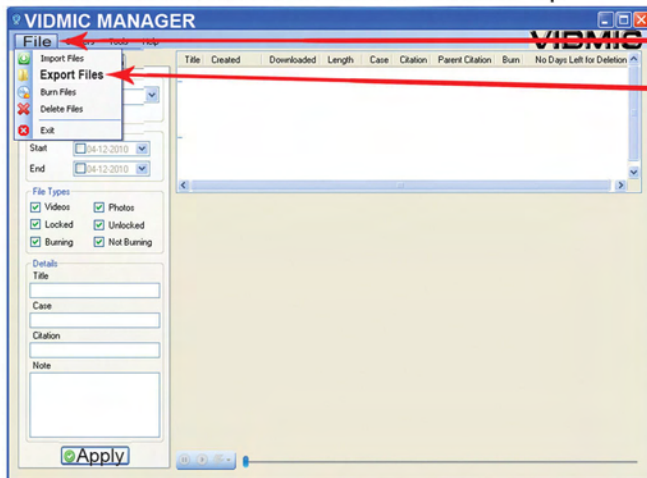 VIDMIC MANAGER
File Tools Help
VIDMIC
Import Files
Export Files
Burn Files
Delete Files
Exit
Title Created Downloaded Length Case Citation Parent Citation Burn No Days Left for Deletion
Start 04-12-2010
End 04-12-2010
File Types
Videos Photos
Locked Unlocked
Burning Not Burning
Details
Title
Case
Citation
Note
Apply